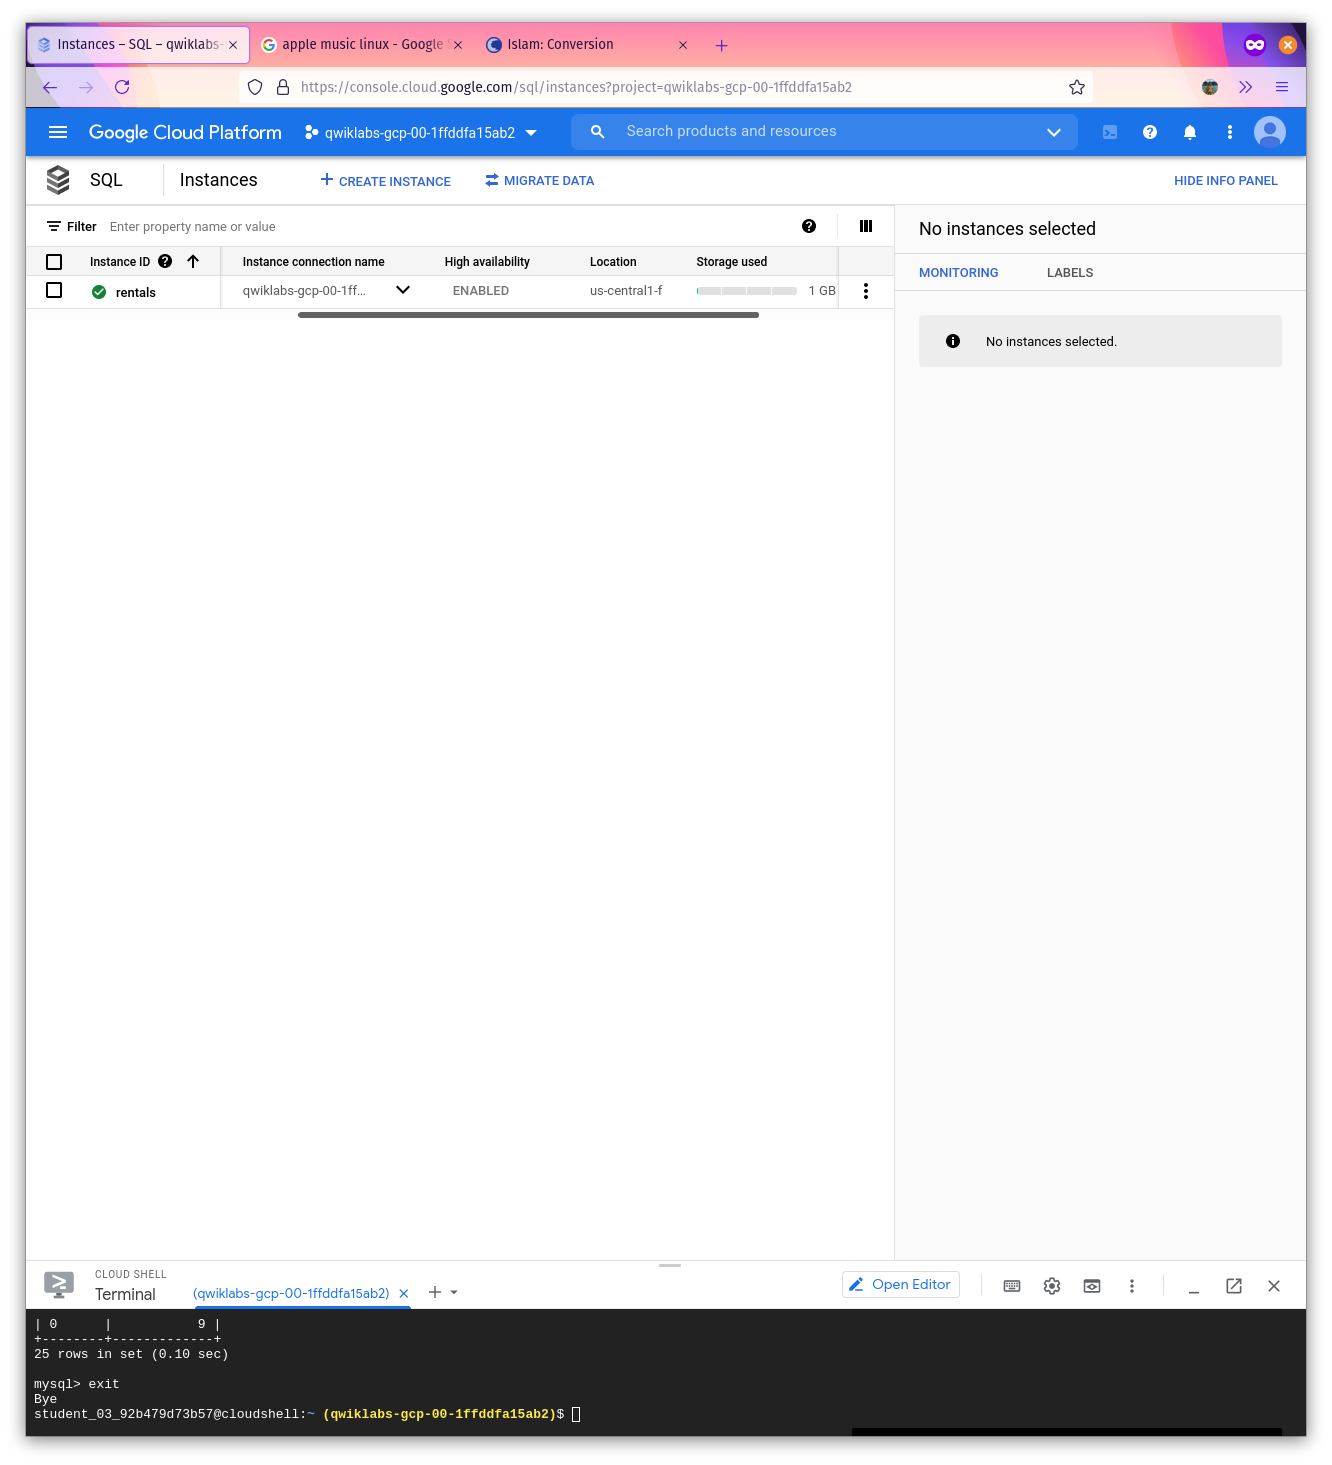 Instances – SQL – qwiklabs-
apple music linux - Google S
Islam: Conversion
https://console.cloud.google.com/sql/instances?project=qwiklabs-gcp-00-1ffddfa15ab2
Google Cloud Platform
qwiklabs-gcp-00-1ffddfa15ab2
Search products and resources
SQL
Instances
CREATE INSTANCE
MIGRATE DATA
HIDE INFO PANEL
Filter
Enter property name or value
Instance ID
Instance connection name
High availability
Location
Storage used
rentals
qwiklabs-gcp-00-1ff...
ENABLED
us-central1-f
1 GB
No instances selected
MONITORING
LABELS
No instances selected.
CLOUD SHELL
Terminal
(qwiklabs-gcp-00-1ffddfa15ab2)
Open Editor
| 0      |           9 |
+--------+-------------+
25 rows in set (0.10 sec)
mysql> exit
Bye
student_03_92b479d73b57@cloudshell:~ (qwiklabs-gcp-00-1ffddfa15ab2)$